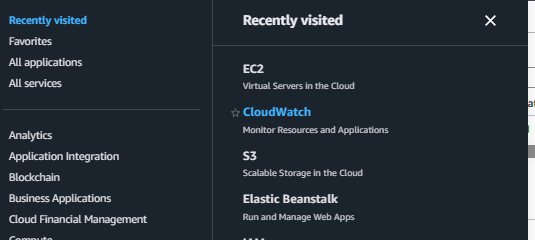 Recently visited
Favorites
All applications
All services
Analytics
Application Integration
Blockchain
Business Applications
Cloud Financial Management
Compute
Recently visited
EC2
Virtual Servers in the Cloud
CloudWatch
Monitor Resources and Applications
S3
Scalable Storage in the Cloud
Elastic Beanstalk
Run and Manage Web Apps